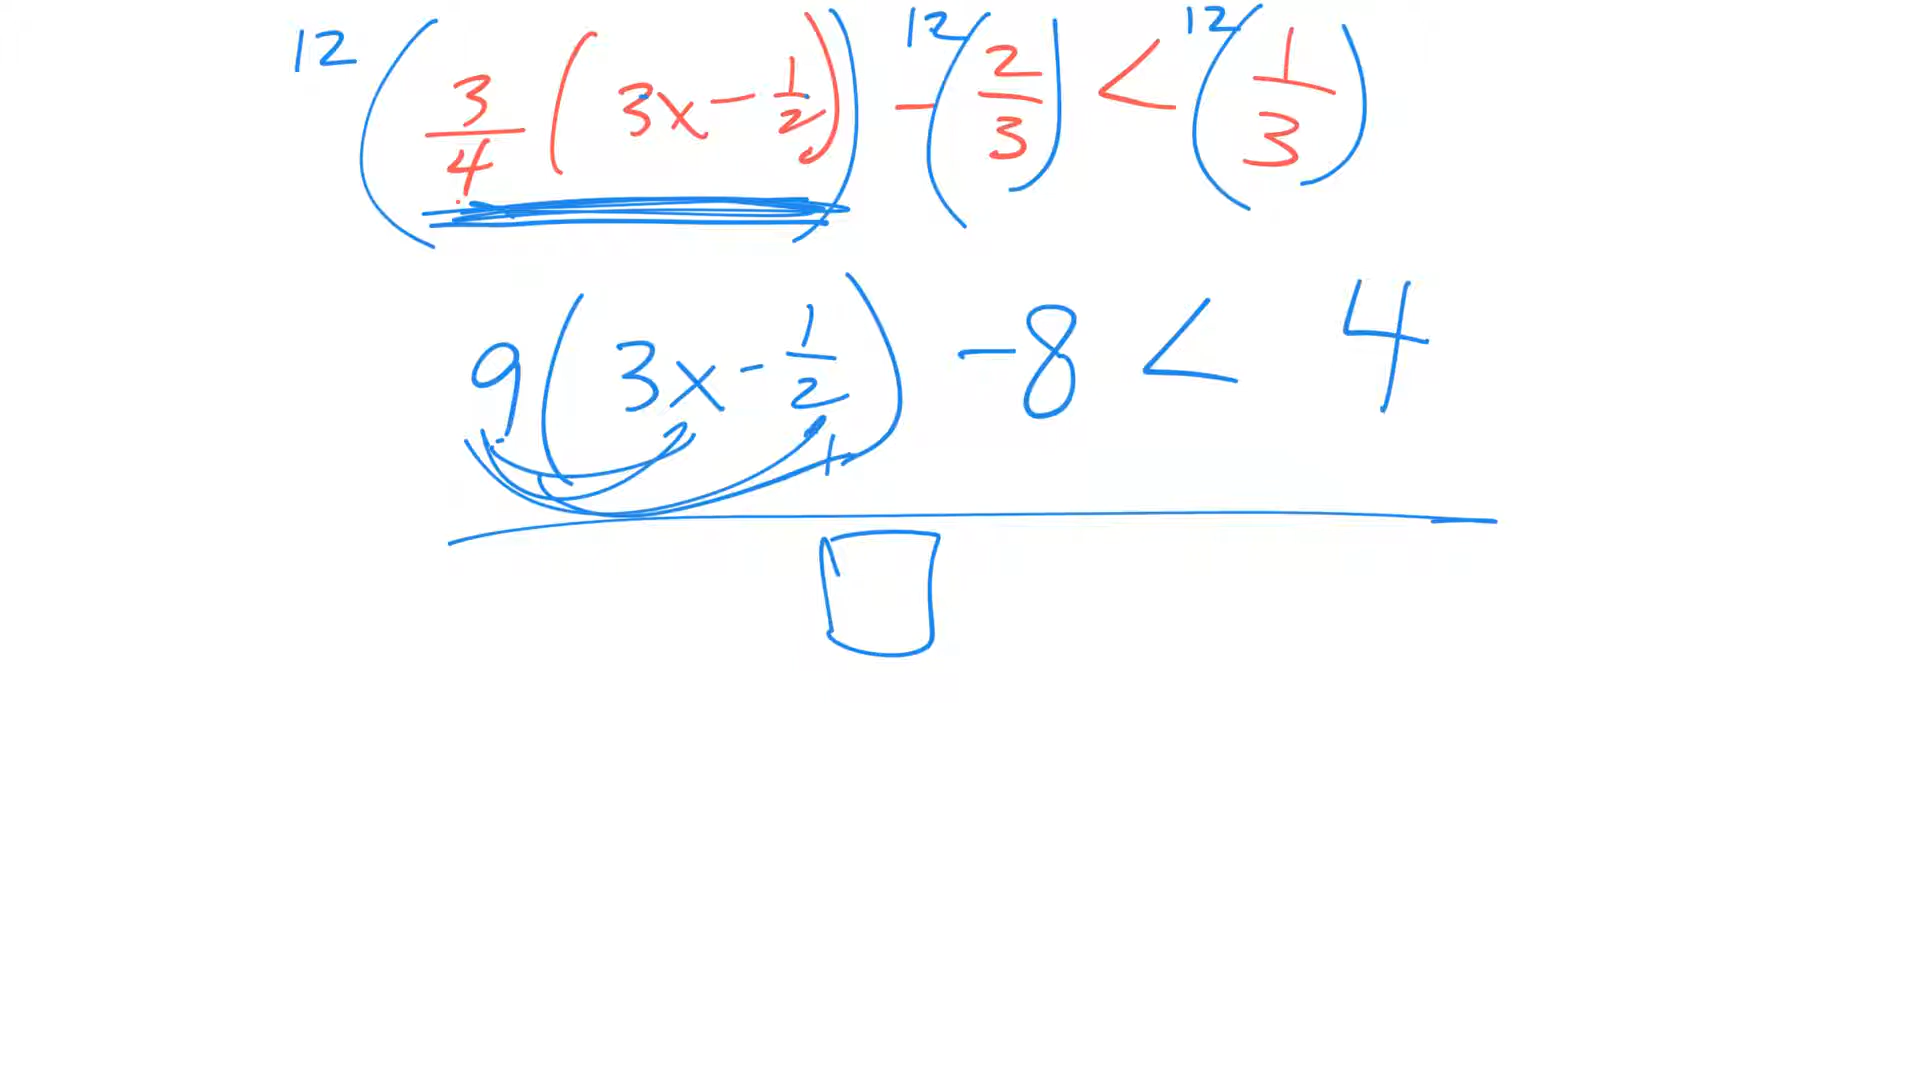 12 ( 3/4 ( 3x - 1/2 ) ) - 12 ( 2/3 ) < 12 ( 1/3 )
9 ( 3x - 1/2 ) - 8 < 4